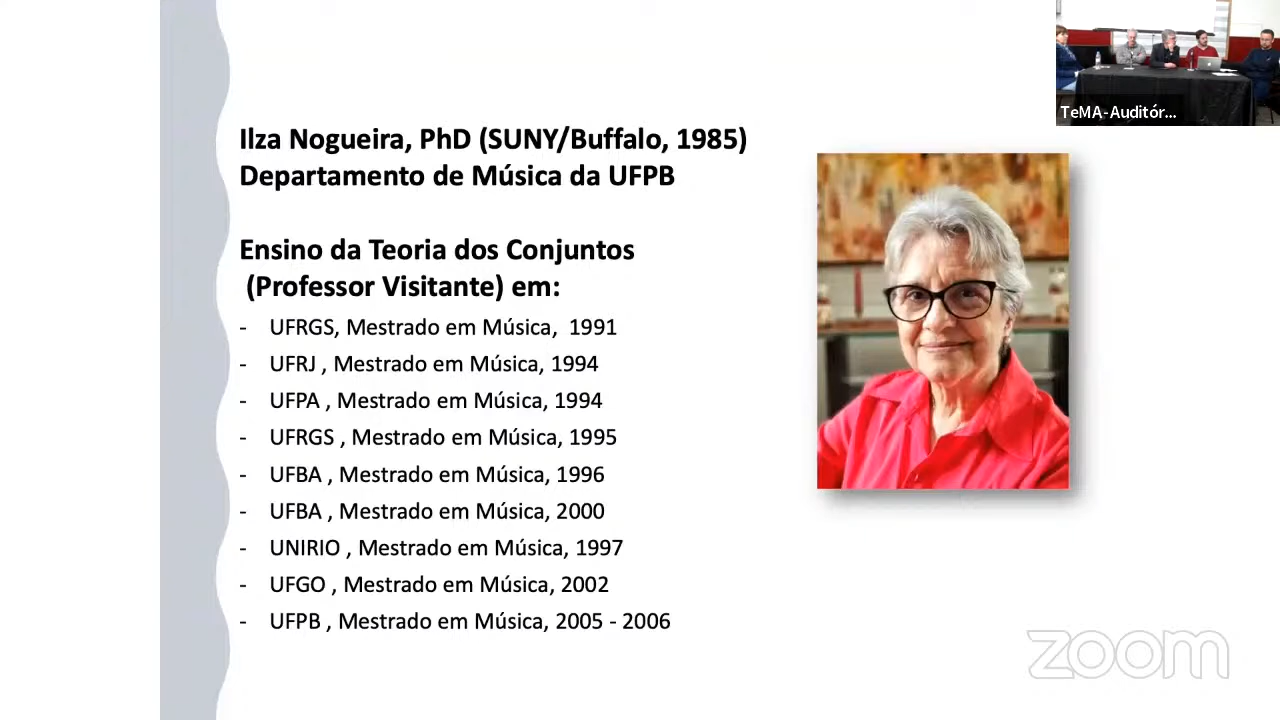 TeMA-Auditór...
Ilza Nogueira, PhD (SUNY/Buffalo, 1985)
Departamento de Música da UFPB
Ensino da Teoria dos Conjuntos
(Professor Visitante) em:
- UFRGS, Mestrado em Música, 1991
- UFRJ , Mestrado em Música, 1994
- UFPA , Mestrado em Música, 1994
- UFRGS , Mestrado em Música, 1995
- UFBA , Mestrado em Música, 1996
- UFBA , Mestrado em Música, 2000
- UNIRIO , Mestrado em Música, 1997
- UFGO , Mestrado em Música, 2002
- UFPB , Mestrado em Música, 2005 - 2006
zoom